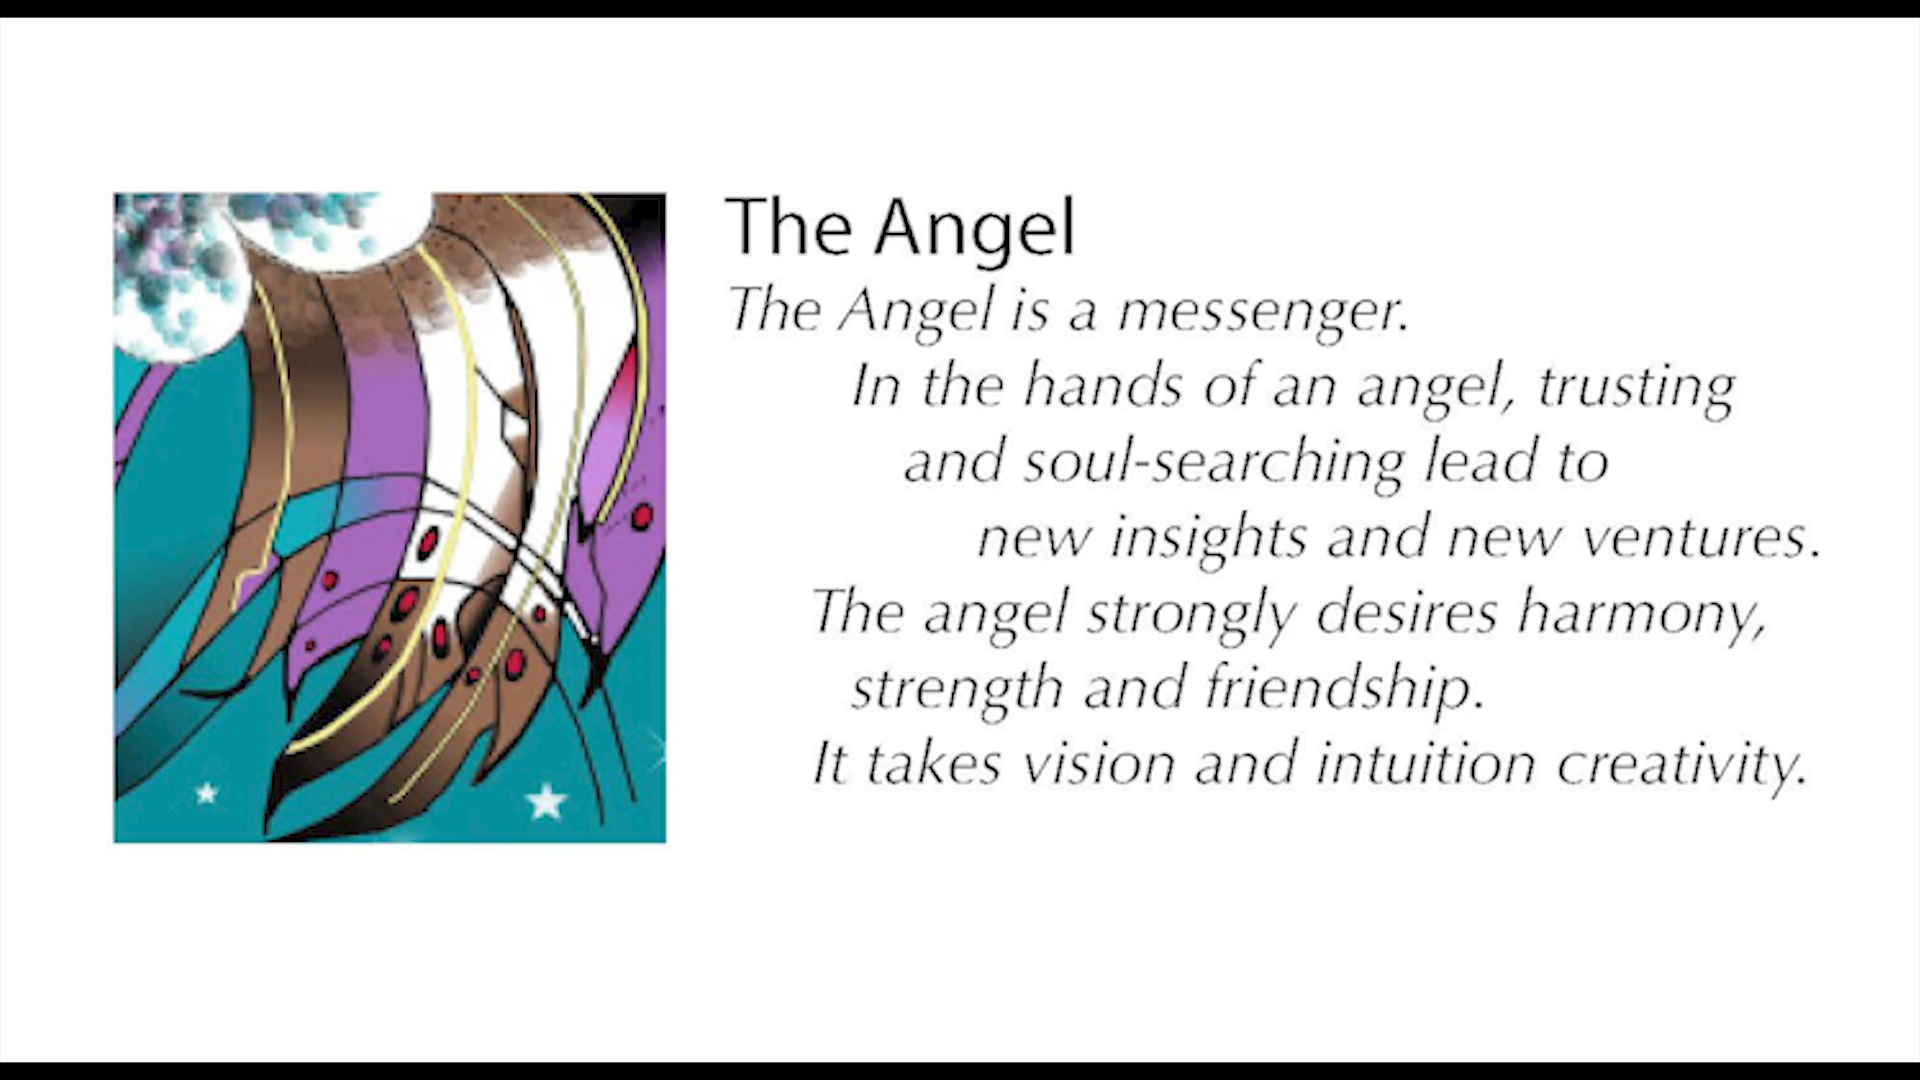 The Angel
The Angel is a messenger.
In the hands of an angel, trusting
and soul-searching lead to
new insights and new ventures.
The angel strongly desires harmony,
strength and friendship.
It takes vision and intuition creativity.